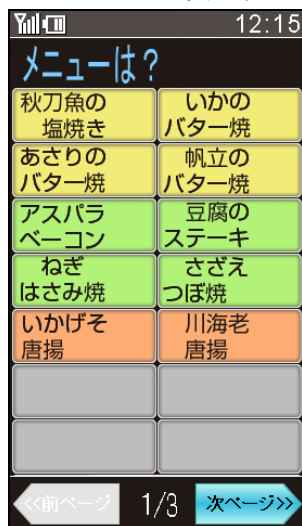 12:15
メニューは？
秋刀魚の
塩焼き
いかの
バター焼
あさりの
バター焼
帆立の
バター焼
アスパラ
ベーコン
豆腐の
ステーキ
ねぎ
はさみ焼
さざえ
つぼ焼
いかげそ
唐揚
川海老
唐揚
<<前ページ
1/3
次ページ>>